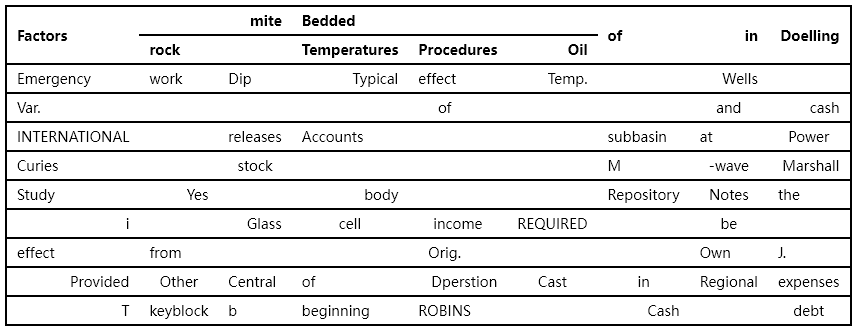 mite Bedded
Factors of in Doelling
rock Temperatures Procedures Oil
Emergency work Dip Typical effect Temp. Wells
Var. of and cash
INTERNATIONAL releases Accounts subbasin at Power
Curies stock M -wave Marshall
Study Yes body Repository Notes the
i Glass cell income REQUIRED be
effect from Orig. Own J.
Provided Other Central of Dperstion Cast in Regional expenses
T keyblock b beginning ROBINS Cash debt